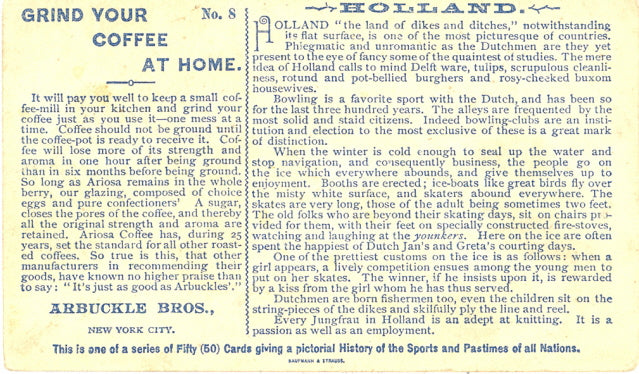 GRIND YOUR No. 8
COFFEE
AT HOME.
It will pay you well to keep a small cof-
fee-mill in your kitchen and grind your
coffee just as you use it—one mess at a
time. Coffee should not be ground until
the coffee-pot is ready to receive it. Cof-
fee will lose more of its strength and
aroma in one hour after being ground
than in six months before being ground.
So long as Ariosa remains in the whole
berry, our glazing, composed of choice
eggs and pure confectioners' A sugar,
closes the pores of the coffee, and thereby
all the original strength and aroma are
retained. Ariosa Coffee has, during 25
years, set the standard for all other roast-
ed coffees. So true is this, that other
manufacturers in recommending their
goods, have known no higher praise than
to say: "It's just as good as Arbuckles'."
ARBUCKLE BROS.,
NEW YORK CITY.
HOLLAND.
HOLLAND "the land of dikes and ditches," notwithstanding
its flat surface, is one of the most picturesque of countries.
Phlegmatic and unromantic as the Dutchmen are they yet
present to the eye of fancy some of the quaintest of studies. The mere
idea of Holland calls to mind Delft ware, tulips, scrupulous cleanli-
ness, rotund and pot-bellied burghers and rosy-cheeked buxom
housewives.
Bowling is a favorite sport with the Dutch, and has been so
for the last three hundred years. The alleys are frequented by the
most solid and staid citizens. Indeed bowling-clubs are an insti-
tution and election to the most exclusive of these is a great mark
of distinction.
When the winter is cold enough to seal up the water and
stop navigation, and consequently business, the people go on
the ice which everywhere abounds, and give themselves up to
enjoyment. Booths are erected; ice-boats like great birds fly over
the misty white surface, and skaters abound everywhere. The
skates are very long, those of the adult being sometimes two feet.
The old folks who are beyond their skating days, sit on chairs pro-
vided for them, with their feet on specially constructed fire-stoves,
watching and laughing at the younkers. Here on the ice are often
spent the happiest of Dutch Jan's and Greta's courting days.
One of the prettiest customs on the ice is as follows: when a
girl appears, a lively competition ensues among the young men to
put on her skates. The winner, if he insists upon it, is rewarded
by a kiss from the girl whom he has thus served.
Dutchmen are born fishermen too, even the children sit on the
string-pieces of the dikes and skilfully ply the line and reel.
Every Jungfrau in Holland is an adept at knitting. It is a
passion as well as an employment.
This is one of a series of Fifty (50) Cards giving a pictorial History of the Sports and Pastimes of all Nations.
KAUFMANN & STRAUSS.